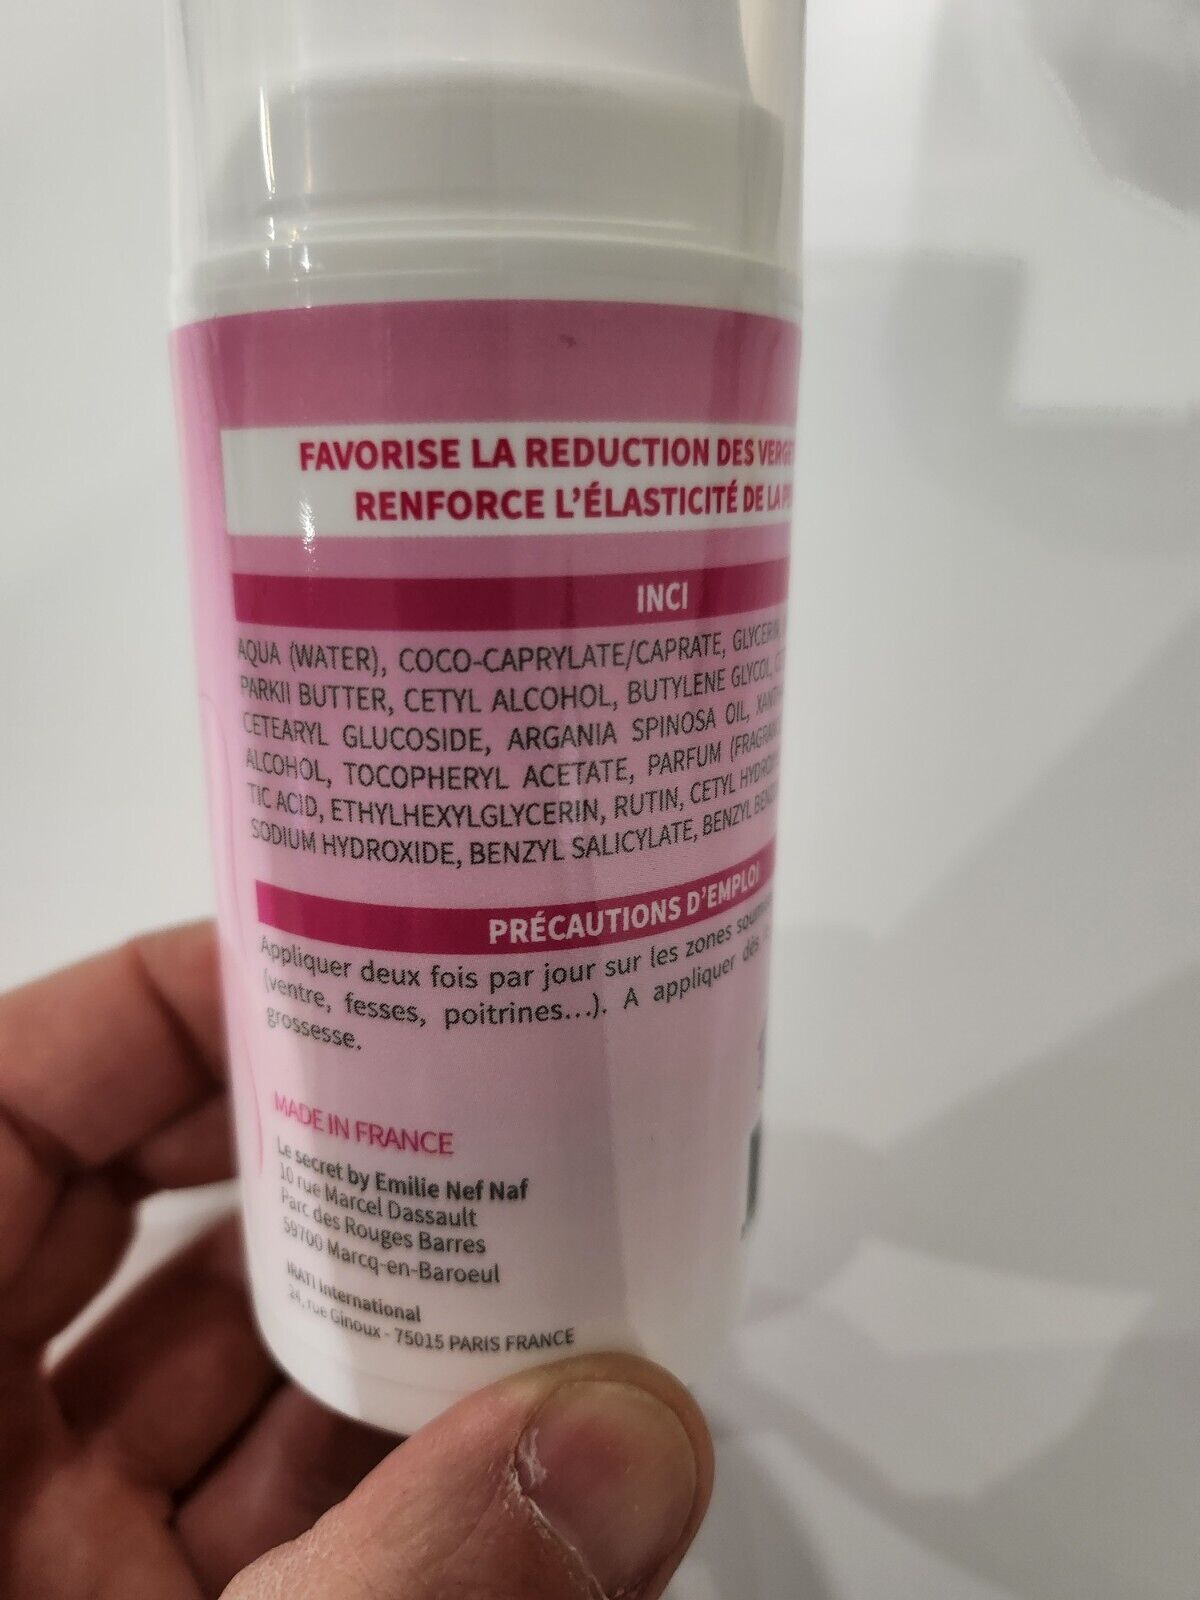 FAVORISE LA REDUCTION DES
RENFORCE L'ÉLASTICITÉ DE LA
INCI
AQUA (WATER), COCO-CAPRYLATE/CAPRATE, GLYCERIN,
PARKII BUTTER, CETYL ALCOHOL, BUTYLENE GLYCOL,
CETEARYL GLUCOSIDE, ARGANIA SPINOSA OIL,
ALCOHOL, TOCOPHERYL ACETATE, PARFUM
TIC ACID, ETHYLHEXYLGLYCERIN, RUTIN, CETYL
SODIUM HYDROXIDE, BENZYL SALICYLATE, BENZYL
PRÉCAUTIONS D'EMPLOI
Appliquer deux fois par jour sur les zones
(ventre, fesses, poitrines...). A appliquer dès
grossesse.
MADE IN FRANCE
Le secret by Emilie Nef Naf
10 rue Marcel Dassault
Parc des Rouges Barres
59700 Marcq-en-Baroeul
IRATI International
24, rue Ginoux - 75015 PARIS FRANCE